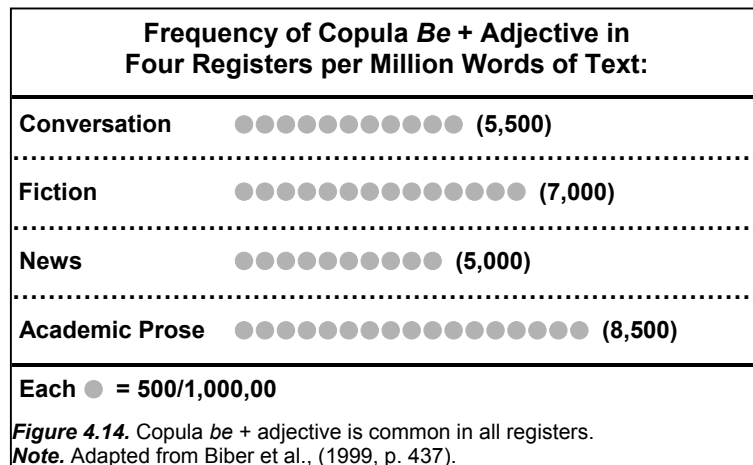 Frequency of Copula Be + Adjective in
Four Registers per Million Words of Text:
Conversation (5,500)
Fiction (7,000)
News (5,000)
Academic Prose (8,500)
Each = 500/1,000,00
Figure 4.14. Copula be + adjective is common in all registers.
Note. Adapted from Biber et al., (1999, p. 437).